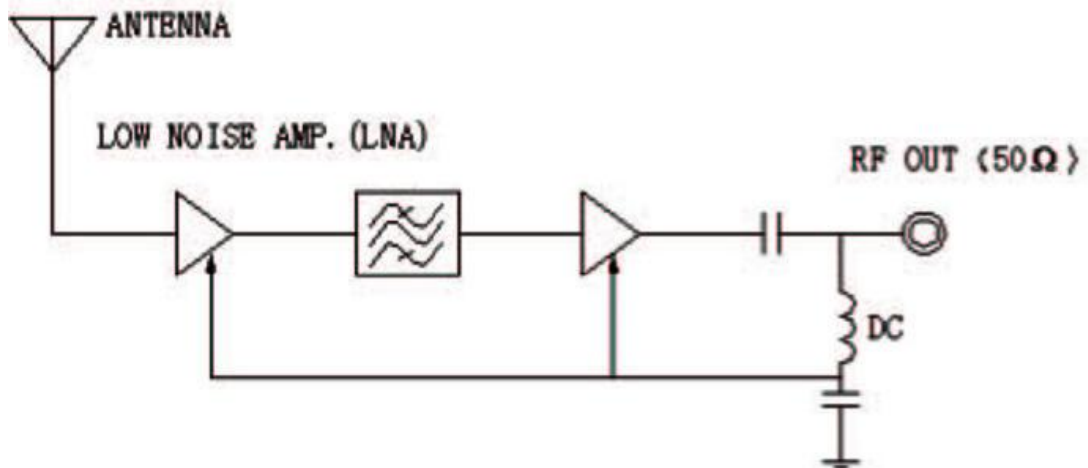 ANTENNA
LOW NOISE AMP. (LNA)
RF OUT (50Ω)
DC